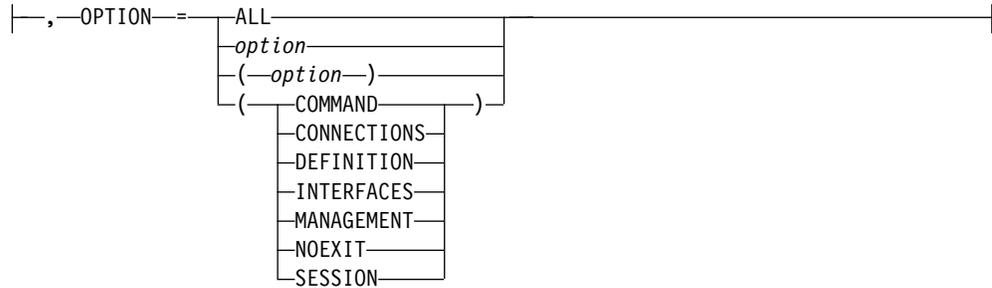 , OPTION = ALL
option
( option )
( COMMAND )
CONNECTIONS
DEFINITION
INTERFACES
MANAGEMENT
NOEXIT
SESSION